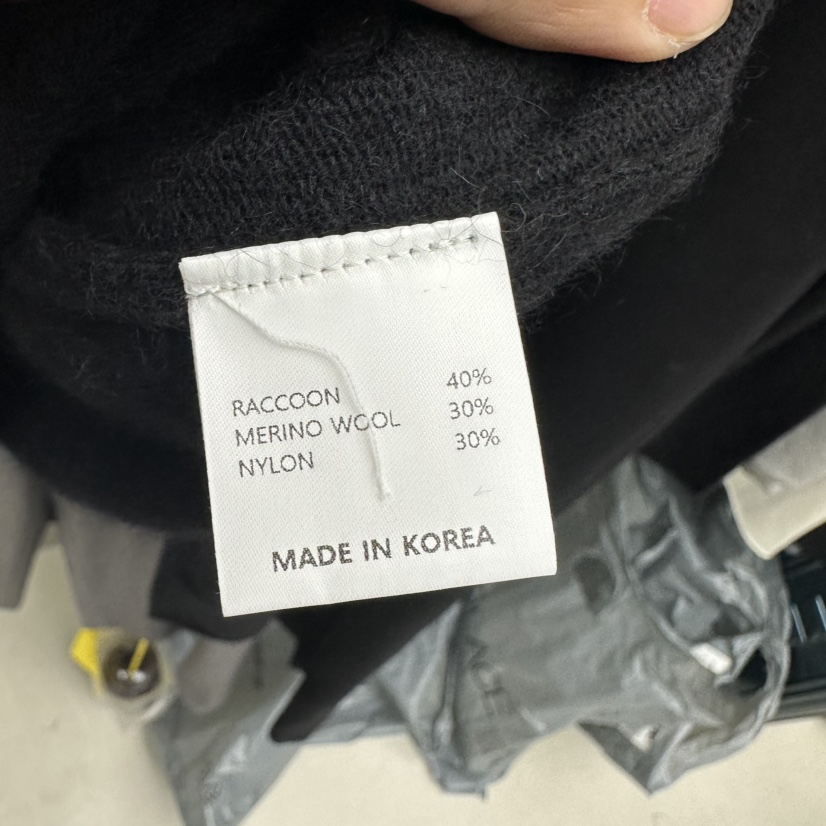 RACCOON 40%
MERINO WOOL 30%
NYLON 30%
MADE IN KOREA